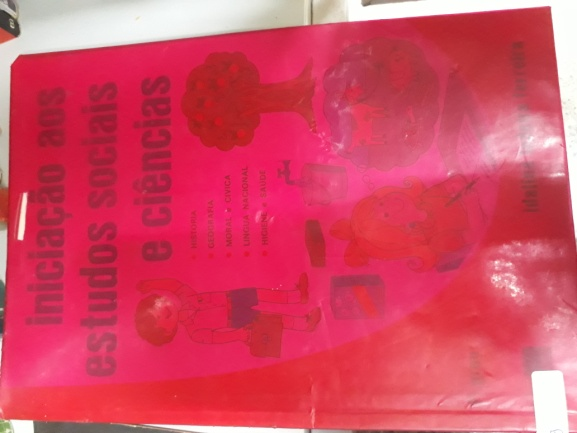 iniciação aos
estudos sociais
e ciências
• HISTÓRIA
• GEOGRAFIA
• MORAL E CÍVICA
• LÍNGUA NACIONAL
• HIGIENE E SAÚDE